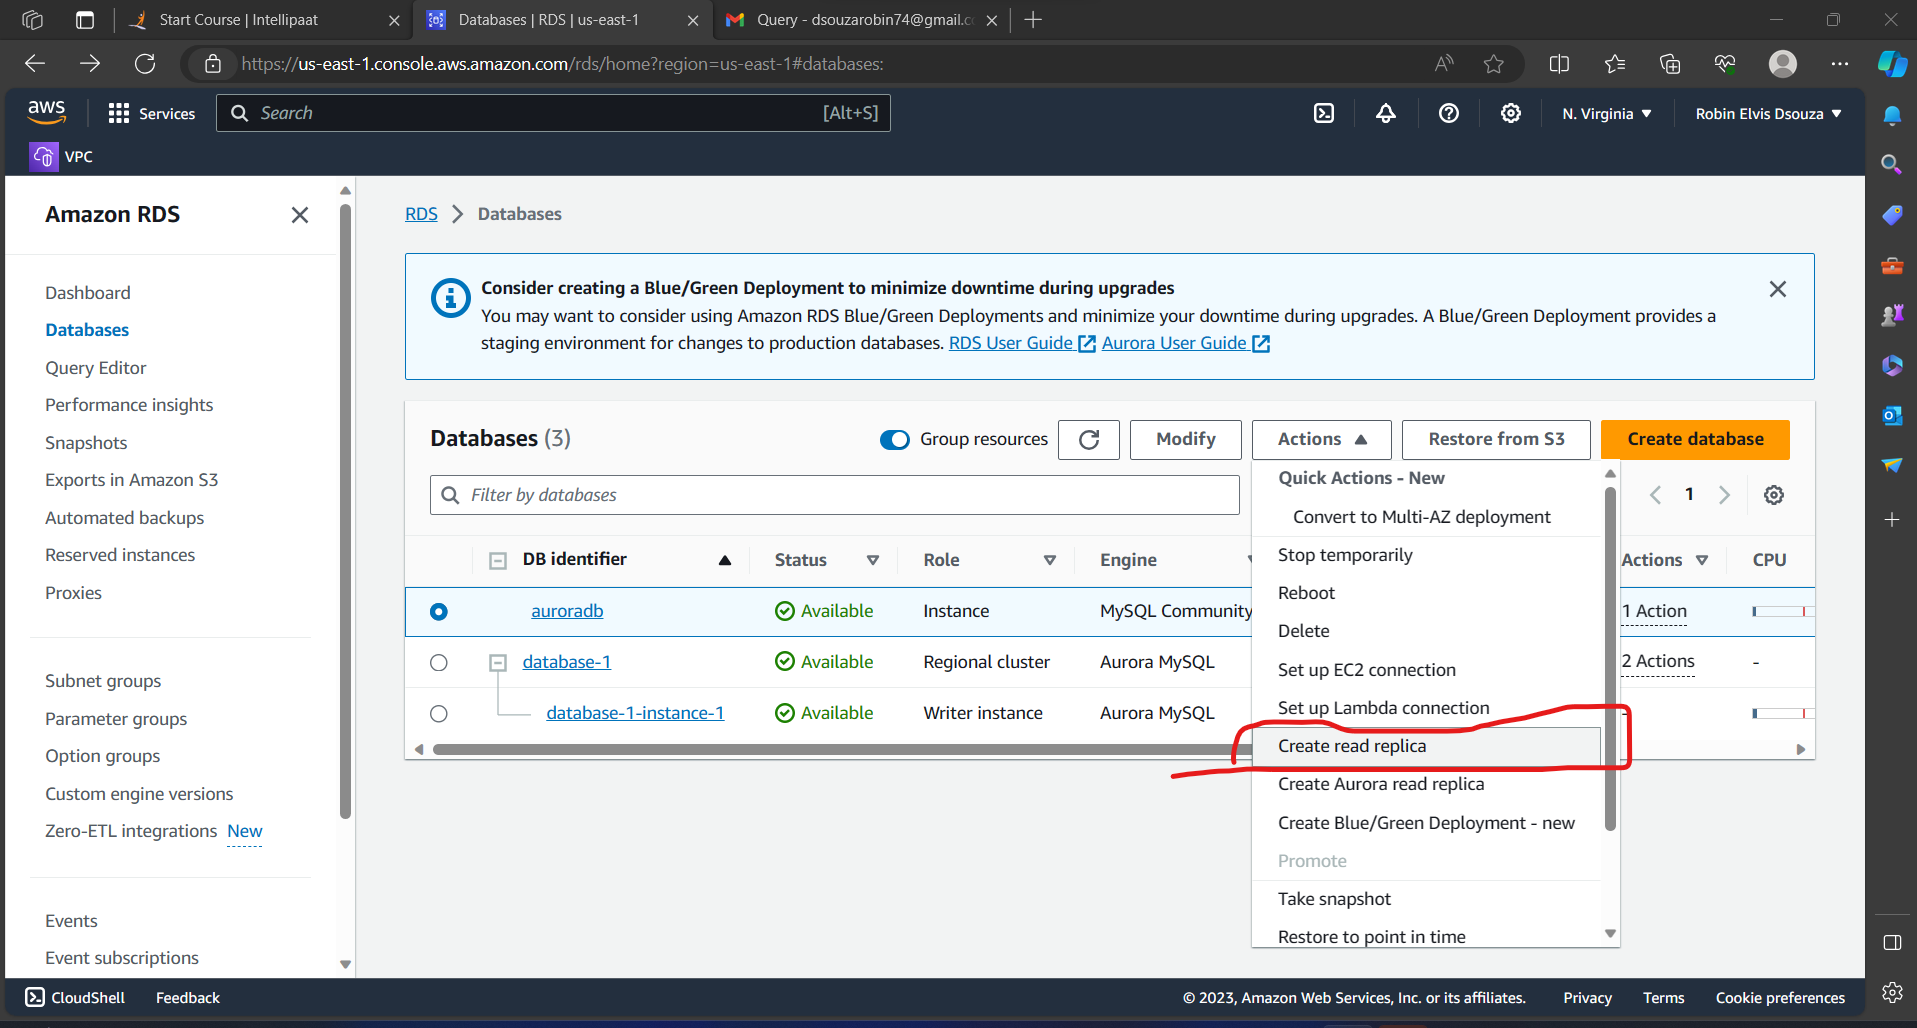 Start Course | Intellipaat
Databases | RDS | us-east-1
Query - dsouzarobin74@gmail.c
https://us-east-1.console.aws.amazon.com/rds/home?region=us-east-1#databases:
aws
Services
Search
[Alt+S]
N. Virginia
Robin Elvis Dsouza
VPC
Amazon RDS
Dashboard
Databases
Query Editor
Performance insights
Snapshots
Exports in Amazon S3
Automated backups
Reserved instances
Proxies
Subnet groups
Parameter groups
Option groups
Custom engine versions
Zero-ETL integrations New
Events
Event subscriptions
RDS > Databases
Consider creating a Blue/Green Deployment to minimize downtime during upgrades
You may want to consider using Amazon RDS Blue/Green Deployments and minimize your downtime during upgrades. A Blue/Green Deployment provides a
staging environment for changes to production databases. RDS User Guide Aurora User Guide
Databases (3)
Group resources
Modify
Actions
Restore from S3
Create database
Filter by databases
1
DB identifier Status Role Engine Actions CPU
auroradb Available Instance MySQL Community 1 Action
database-1 Available Regional cluster Aurora MySQL 2 Actions -
database-1-instance-1 Available Writer instance Aurora MySQL
Quick Actions - New
Convert to Multi-AZ deployment
Stop temporarily
Reboot
Delete
Set up EC2 connection
Set up Lambda connection
Create read replica
Create Aurora read replica
Create Blue/Green Deployment - new
Promote
Take snapshot
Restore to point in time
CloudShell
Feedback
© 2023, Amazon Web Services, Inc. or its affiliates.
Privacy
Terms
Cookie preferences